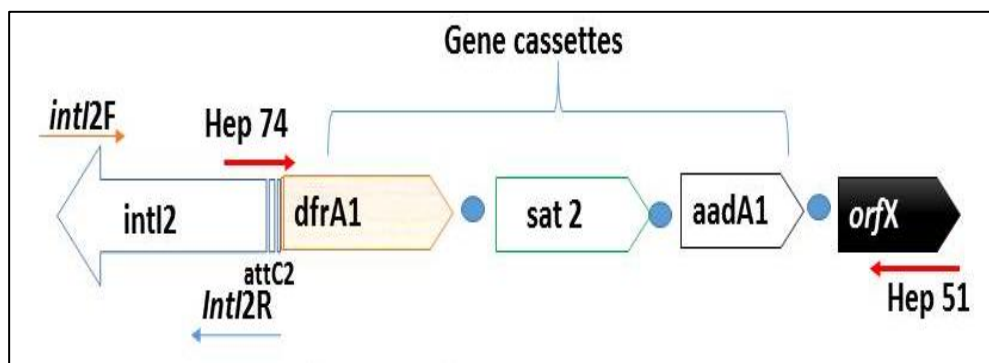 Gene cassettes
intI2F
Hep 74
intI2
dfrA1
sat 2
aadA1
orfX
attC2
IntI2R
Hep 51